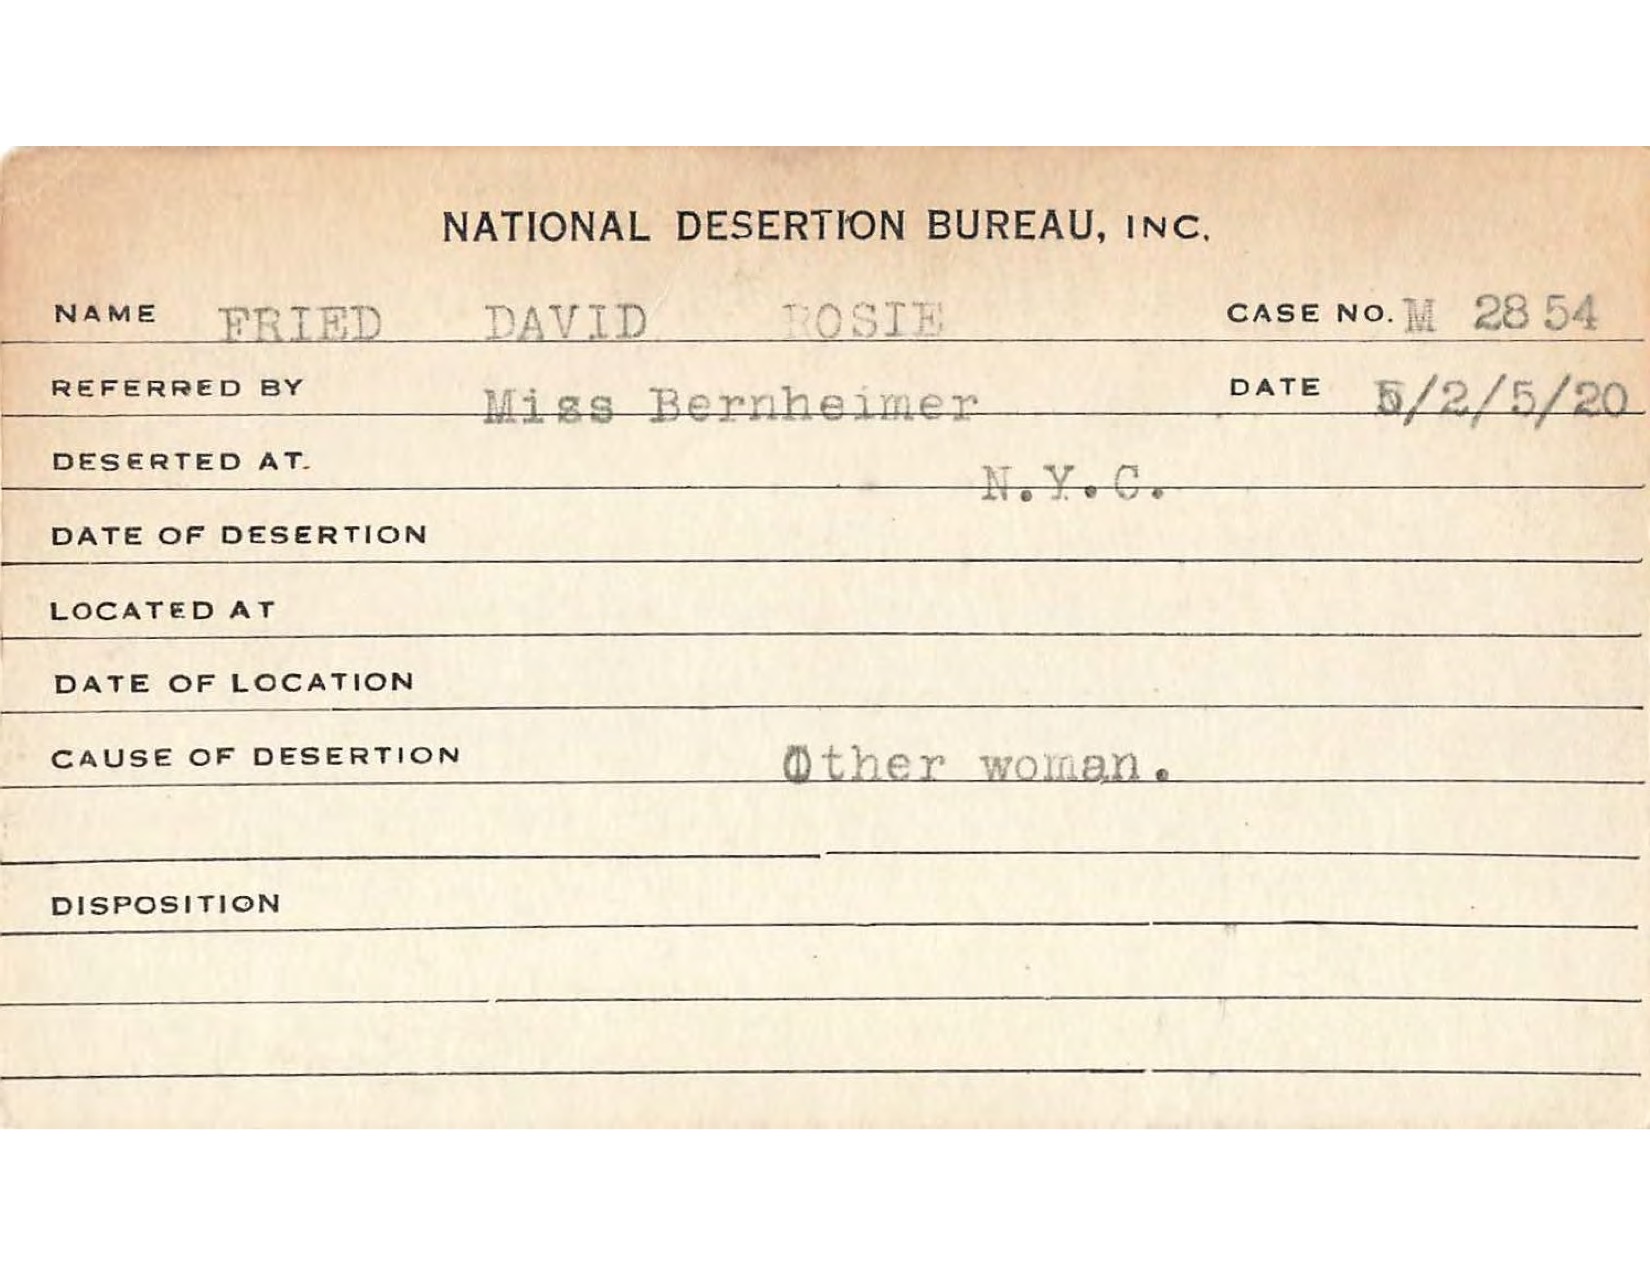 NATIONAL DESERTION BUREAU, INC.
NAME FRIED DAVID ROSIE CASE NO. M 2854
REFERRED BY Miss Bernheimer DATE 5/2/5/20
DESERTED AT. N.Y.C.
DATE OF DESERTION
LOCATED AT
DATE OF LOCATION
CAUSE OF DESERTION Other woman.
DISPOSITION